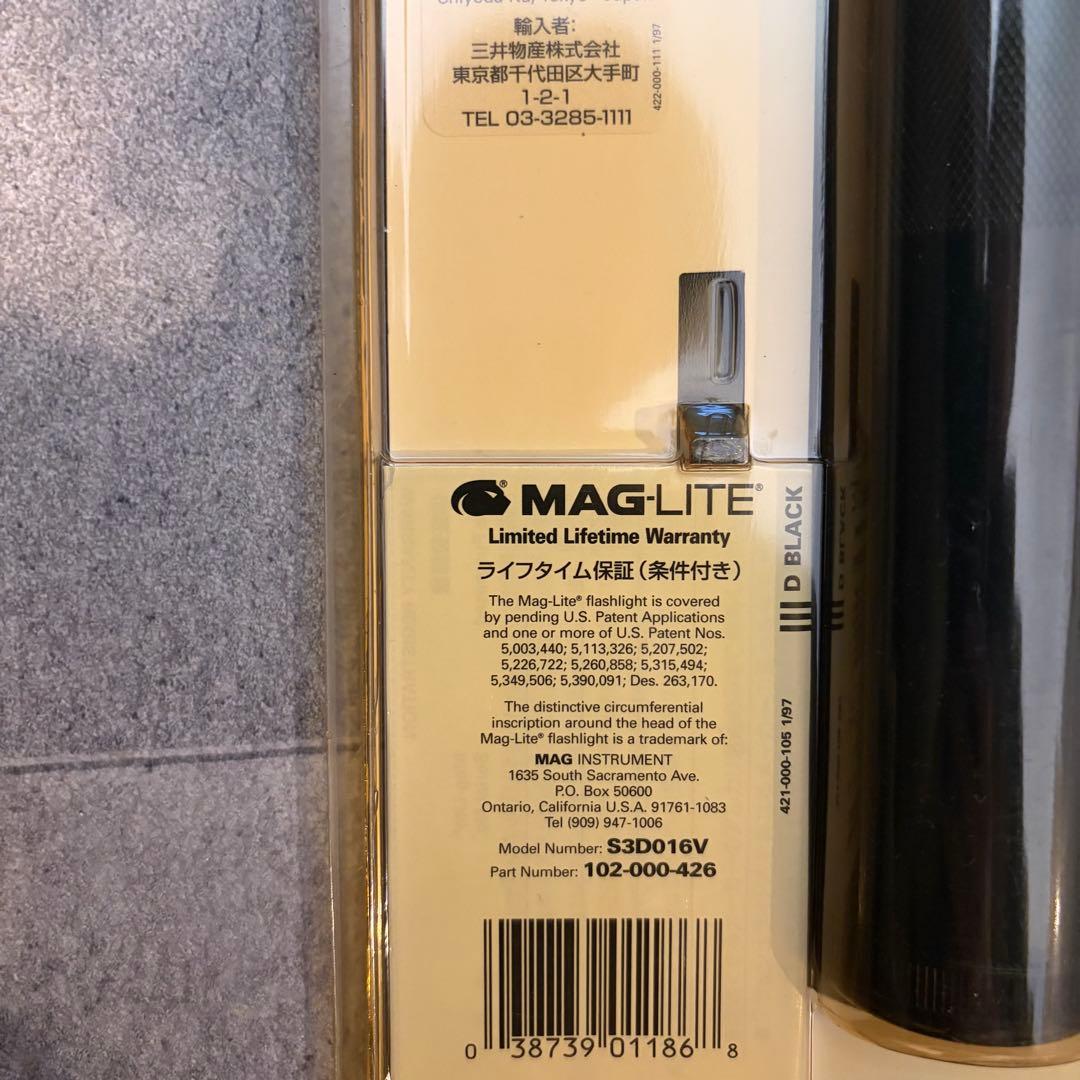 輸入者:
三井物産株式会社
東京都千代田区大手町
1-2-1
TEL 03-3285-1111
422-000-111 1/97
MAG-LITE®
Limited Lifetime Warranty
ライフタイム保証(条件付き)
The Mag-Lite® flashlight is covered
by pending U.S. Patent Applications
and one or more of U.S. Patent Nos.
5,003,440; 5,113,326; 5,207,502;
5,226,722; 5,260,858; 5,315,494;
5,349,506; 5,390,091; Des. 263,170.
The distinctive circumferential
inscription around the head of the
Mag-Lite® flashlight is a trademark of:
MAG INSTRUMENT
1635 South Sacramento Ave.
P.O. Box 50600
Ontario, California U.S.A. 91761-1083
Tel (909) 947-1006
Model Number: S3D016V
Part Number: 102-000-426
0 38739 01186 8
D BLACK
421-000-105 1/97